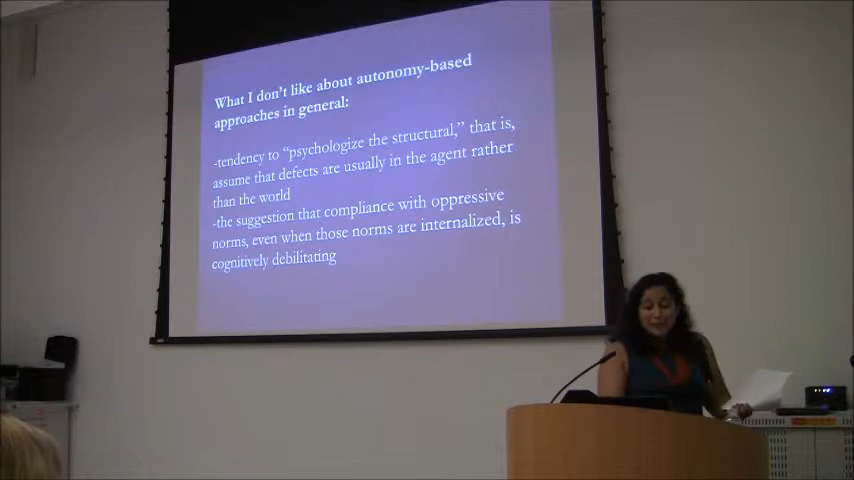 What I don't like about autonomy-based
approaches in general:
-tendency to “psychologize the structural,” that is,
assume that defects are usually in the agent rather
than the world
-the suggestion that compliance with oppressive
norms, even when those norms are internalized, is
cognitively debilitating